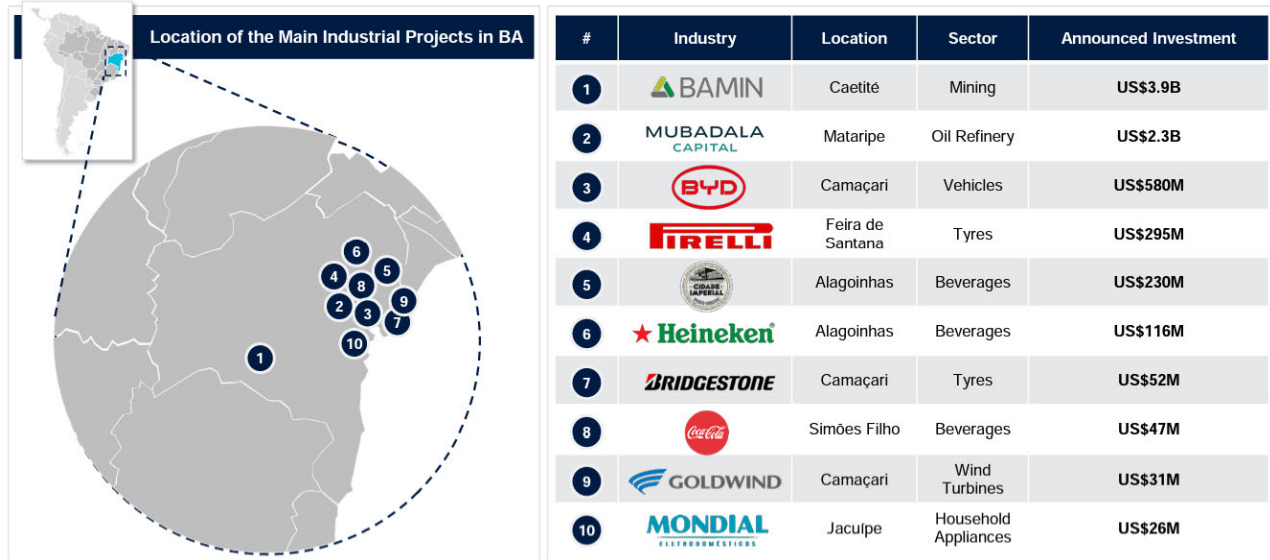 Location of the Main Industrial Projects in BA
6
4
5
8
2
3
9
7
10
1
# Industry Location Sector Announced Investment
1 BAMIN Caetité Mining US$3.9B
2 MUBADALA CAPITAL Mataripe Oil Refinery US$2.3B
3 BYD Camaçari Vehicles US$580M
4 PIRELLI Feira de Santana Tyres US$295M
5 CIDADE IMPERIAL Alagoinhas Beverages US$230M
6 Heineken® Alagoinhas Beverages US$116M
7 BRIDGESTONE Camaçari Tyres US$52M
8 Coca-Cola Simões Filho Beverages US$47M
9 GOLDWIND Camaçari Wind Turbines US$31M
10 MONDIAL ELETRODOMÉSTICOS Jacuípe Household Appliances US$26M